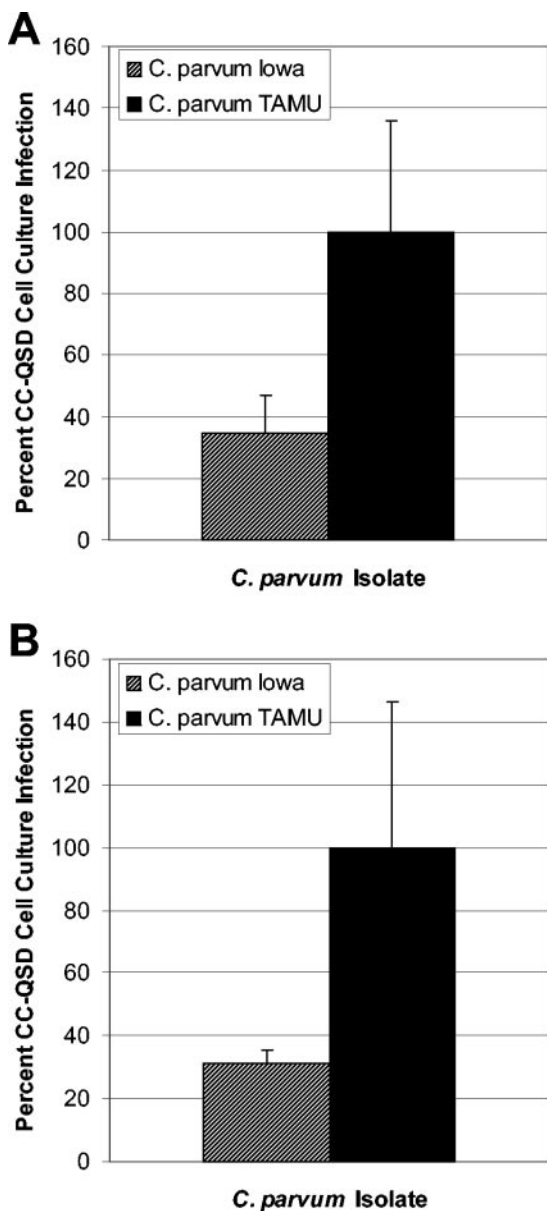 A
160
140
120
100
80
60
40
20
0
Percent CC-QSD Cell Culture Infection
C. parvum Iowa
C. parvum TAMU
C. parvum Isolate
B
160
140
120
100
80
60
40
20
0
Percent CC-QSD Cell Culture Infection
C. parvum Iowa
C. parvum TAMU
C. parvum Isolate